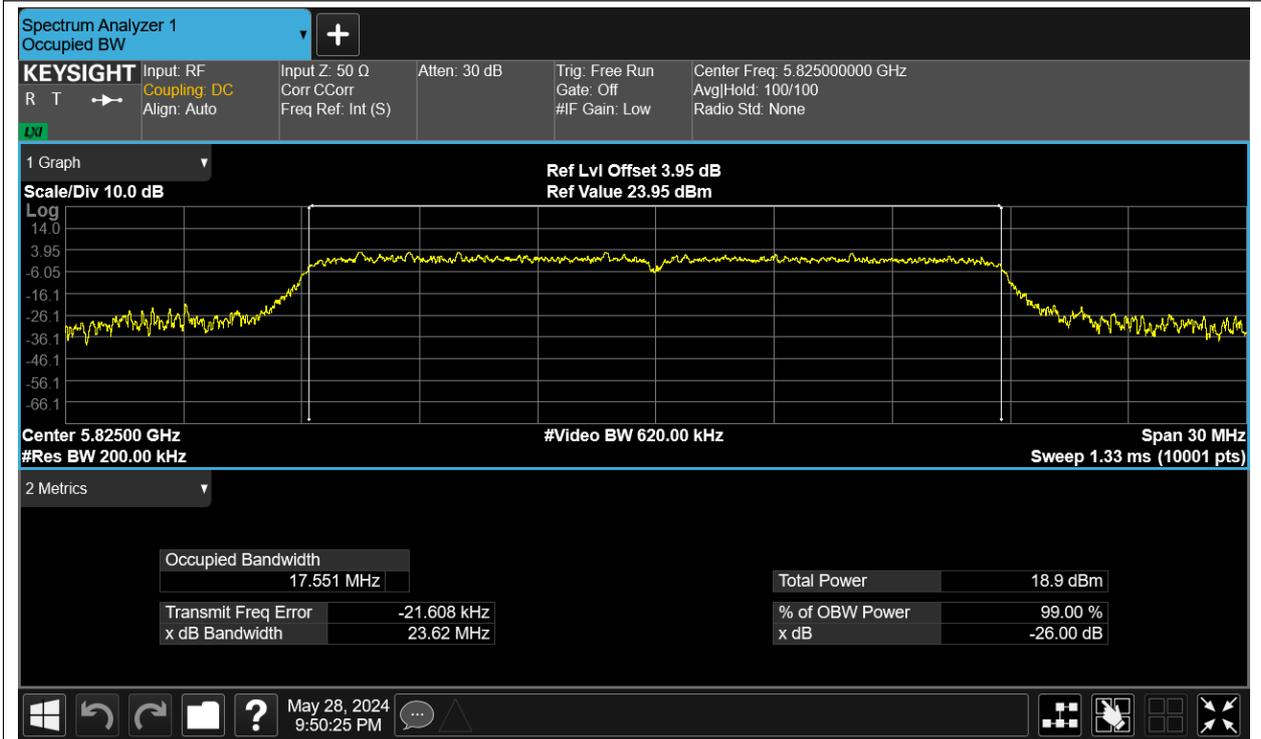 Spectrum Analyzer 1
Occupied BW
+
KEYSIGHT
R T
LXI
Input: RF
Coupling: DC
Align: Auto
Input Z: 50 Ω
Corr CCorr
Freq Ref: Int (S)
Atten: 30 dB
Trig: Free Run
Gate: Off
#IF Gain: Low
Center Freq: 5.825000000 GHz
Avg|Hold: 100/100
Radio Std: None
1 Graph
Scale/Div 10.0 dB
Ref Lvl Offset 3.95 dB
Ref Value 23.95 dBm
Log
14.0
3.95
-6.05
-16.1
-26.1
-36.1
-46.1
-56.1
-66.1
Center 5.82500 GHz
#Res BW 200.00 kHz
#Video BW 620.00 kHz
Span 30 MHz
Sweep 1.33 ms (10001 pts)
2 Metrics
Occupied Bandwidth
17.551 MHz
Transmit Freq Error -21.608 kHz
x dB Bandwidth 23.62 MHz
Total Power 18.9 dBm
% of OBW Power 99.00 %
x dB -26.00 dB
?
May 28, 2024
9:50:25 PM